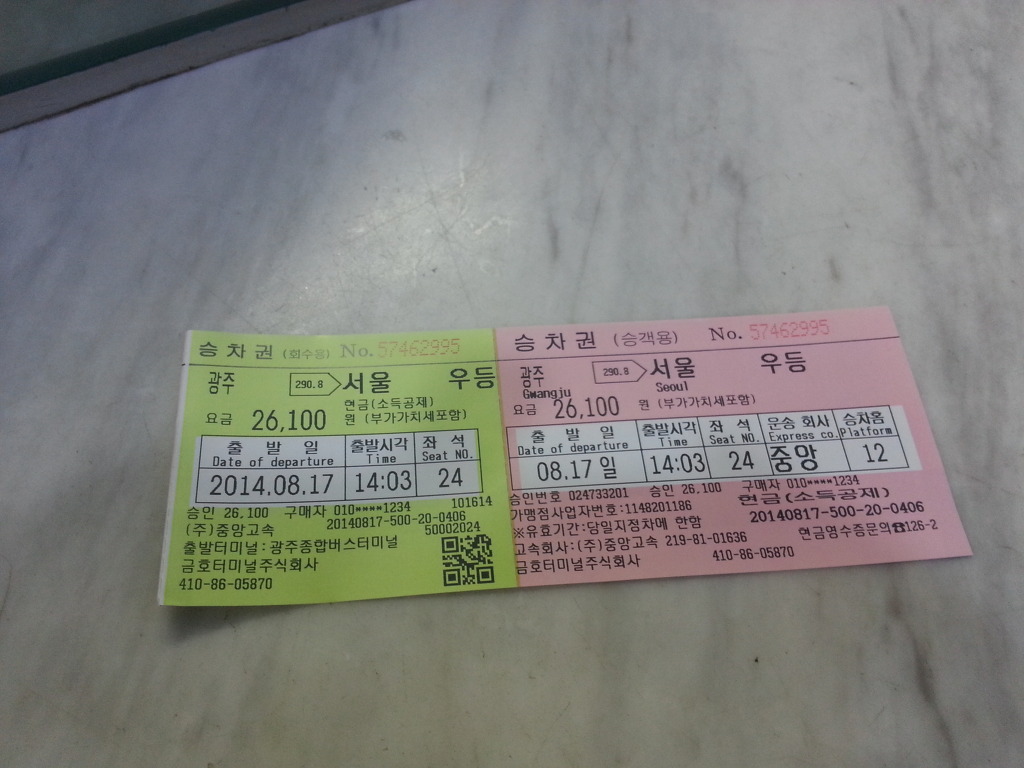 승차권 (회수용) No. 57462995
광주 290.8 서울 우등
현금(소득공제)
요금 26,100 원 (부가가치세포함)
출 발 일 출발시각 좌 석
Date of departure Time Seat NO.
2014.08.17 14:03 24
승인 26.100 구매자 010****1234 101614
20140817-500-20-0406
(주)중앙고속 50002024
출발터미널:광주종합버스터미널
금호터미널주식회사
410-86-05870
승차권 (승객용) No. 57462995
광주 290.8 서울 우등
Gwangju Seoul
요금 26,100 원 (부가가치세포함)
출 발 일 출발시각 좌 석 운송 회사 승차홈
Date of departure Time Seat NO. Express co. Platform
08.17 일 14:03 24 중앙 12
승인번호 024733201 승인 26.100 구매자 010****1234
가맹점사업자번호:1148201186 현금(소득공제)
※유효기간:당일지정차에 한함 20140817-500-20-0406
고속회사:(주)중앙고속 219-81-01636 현금영수증문의☎126-2
금호터미널주식회사 410-86-05870